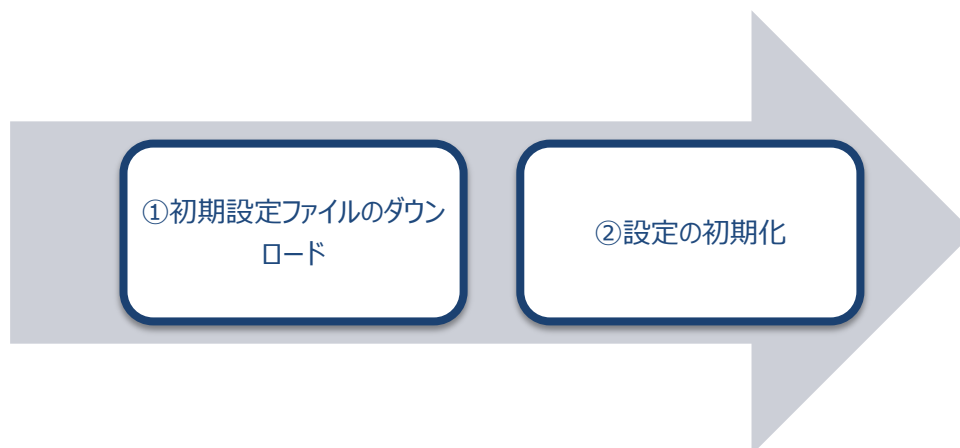 ①初期設定ファイルのダウン
ロード
②設定の初期化